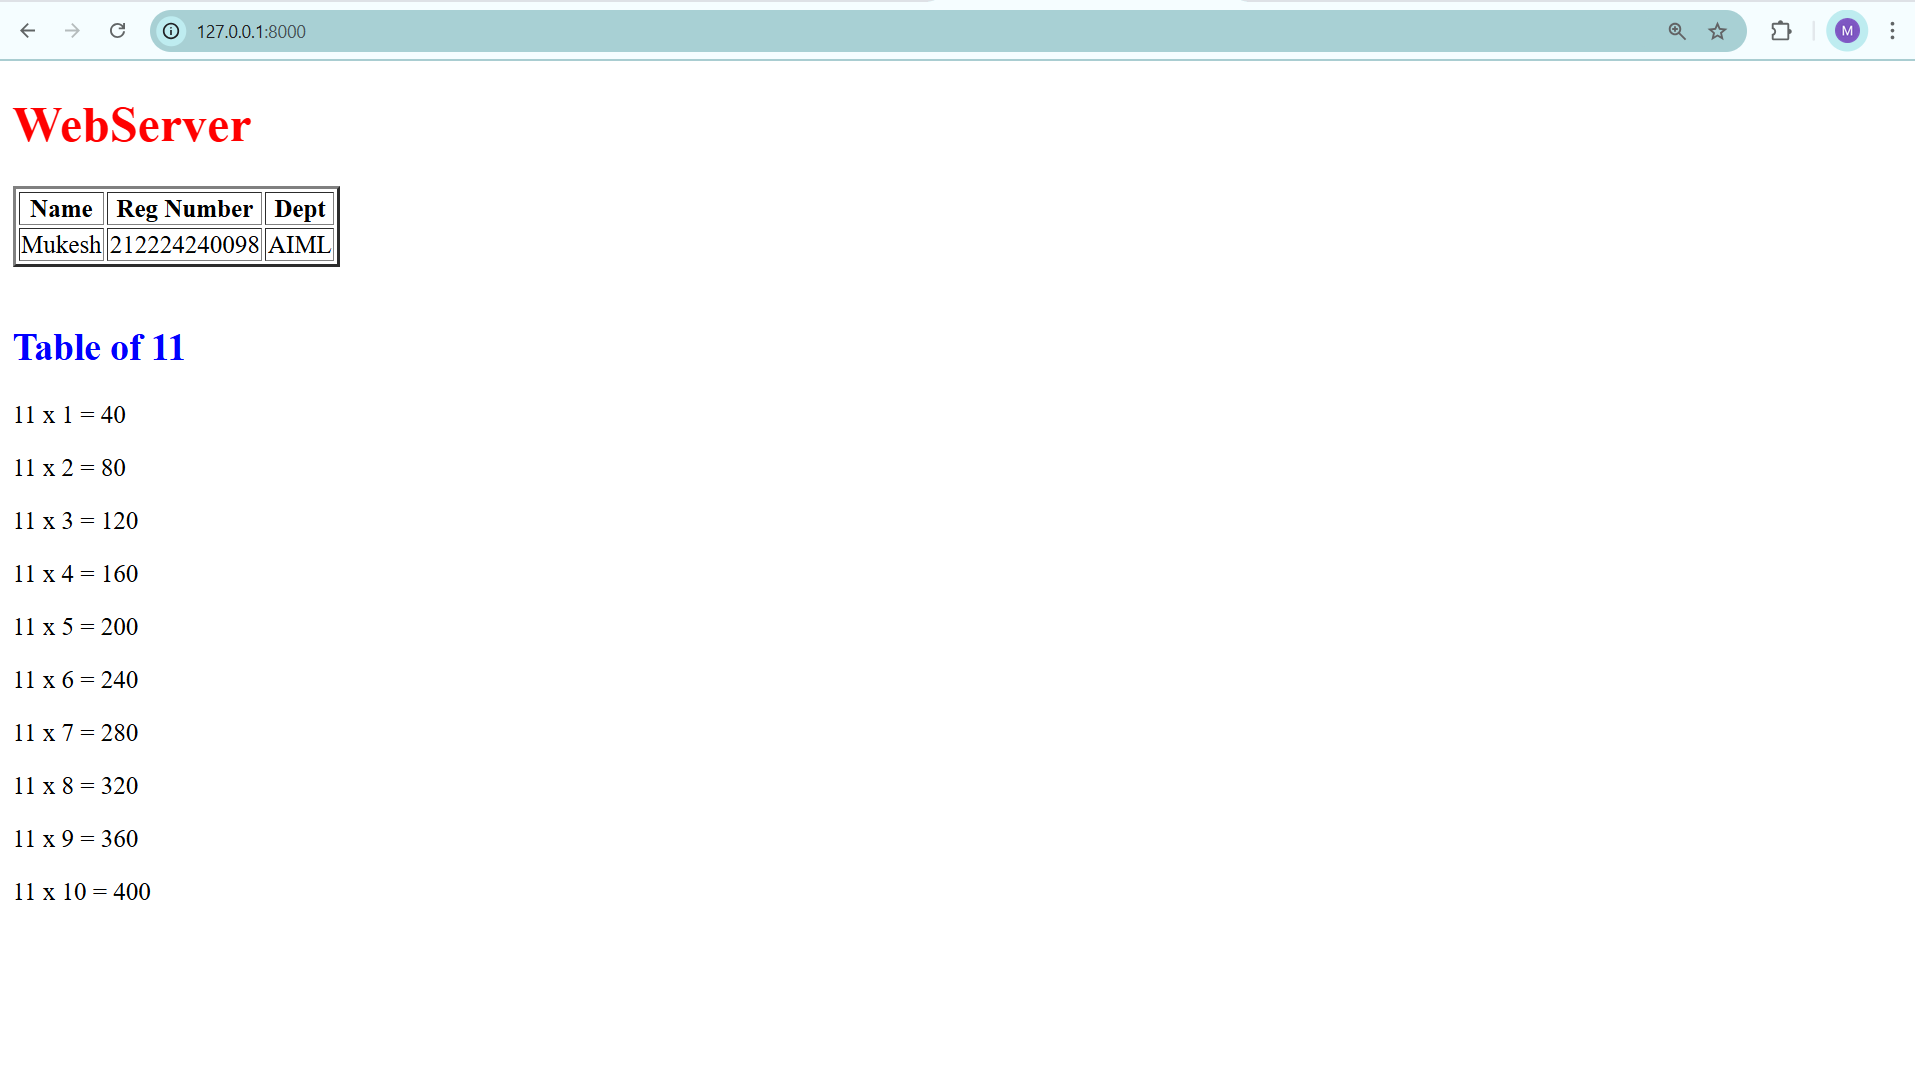 127.0.0.1:8000
M
WebServer
Name Reg Number Dept
Mukesh 212224240098 AIML
Table of 11
11 x 1 = 40
11 x 2 = 80
11 x 3 = 120
11 x 4 = 160
11 x 5 = 200
11 x 6 = 240
11 x 7 = 280
11 x 8 = 320
11 x 9 = 360
11 x 10 = 400